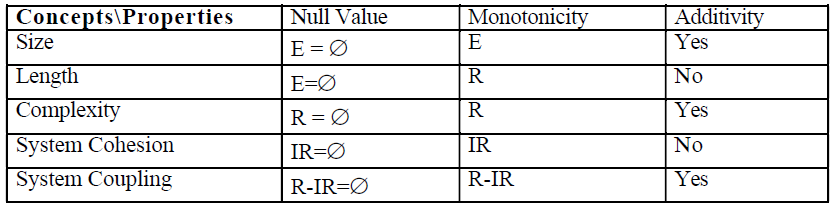 Concepts\Properties Null Value Monotonicity Additivity
Size E = ∅ E Yes
Length E=∅ R No
Complexity R = ∅ R Yes
System Cohesion IR=∅ IR No
System Coupling R-IR=∅ R-IR Yes